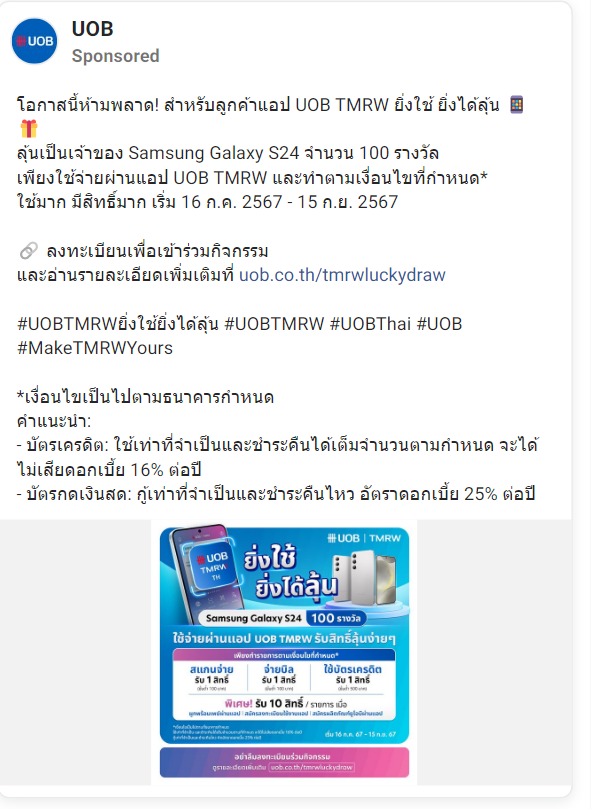 UOB
UOB
Sponsored
โอกาสนี้ห้ามพลาด! สำหรับลูกค้าแอป UOB TMRW ยิ่งใช้ ยิ่งได้ลุ้น 📱
🎁
ลุ้นเป็นเจ้าของ Samsung Galaxy S24 จำนวน 100 รางวัล
เพียงใช้จ่ายผ่านแอป UOB TMRW และทำตามเงื่อนไขที่กำหนด*
ใช้มาก มีสิทธิ์มาก เริ่ม 16 ก.ค. 2567 - 15 ก.ย. 2567
🔗 ลงทะเบียนเพื่อเข้าร่วมกิจกรรม
และอ่านรายละเอียดเพิ่มเติมที่ uob.co.th/tmrwluckydraw
#UOBTMRWยิ่งใช้ยิ่งได้ลุ้น #UOBTMRW #UOBThai #UOB
#MakeTMRWYours
*เงื่อนไขเป็นไปตามธนาคารกำหนด
คำแนะนำ:
- บัตรเครดิต: ใช้เท่าที่จำเป็นและชำระคืนได้เต็มจำนวนตามกำหนด จะได้
ไม่เสียดอกเบี้ย 16% ต่อปี
- บัตรกดเงินสด: กู้เท่าที่จำเป็นและชำระคืนไหว อัตราดอกเบี้ย 25% ต่อปี
UOB | TMRW
UOB
TMRW
TH
ยิ่งใช้
ยิ่งได้ลุ้น
Samsung Galaxy S24 100 รางวัล
ใช้จ่ายผ่านแอป UOB TMRW รับสิทธิ์ลุ้นง่ายๆ
เพียงทำรายการตามเงื่อนไขที่กำหนด*
สแกนจ่าย จ่ายบิล ใช้บัตรเครดิต
รับ 1 สิทธิ์ รับ 1 สิทธิ์ รับ 1 สิทธิ์
(ขั้นต่ำ 100 บาท) (ขั้นต่ำ 100 บาท) (ขั้นต่ำ 500 บาท)
พิเศษ! รับ 10 สิทธิ์ / รายการ เมื่อ
เริ่ม 16 ก.ค. 67 - 15 ก.ย. 67
อย่าลืมลงทะเบียนร่วมกิจกรรม
ดูรายละเอียดเพิ่มเติม uob.co.th/tmrwluckydraw